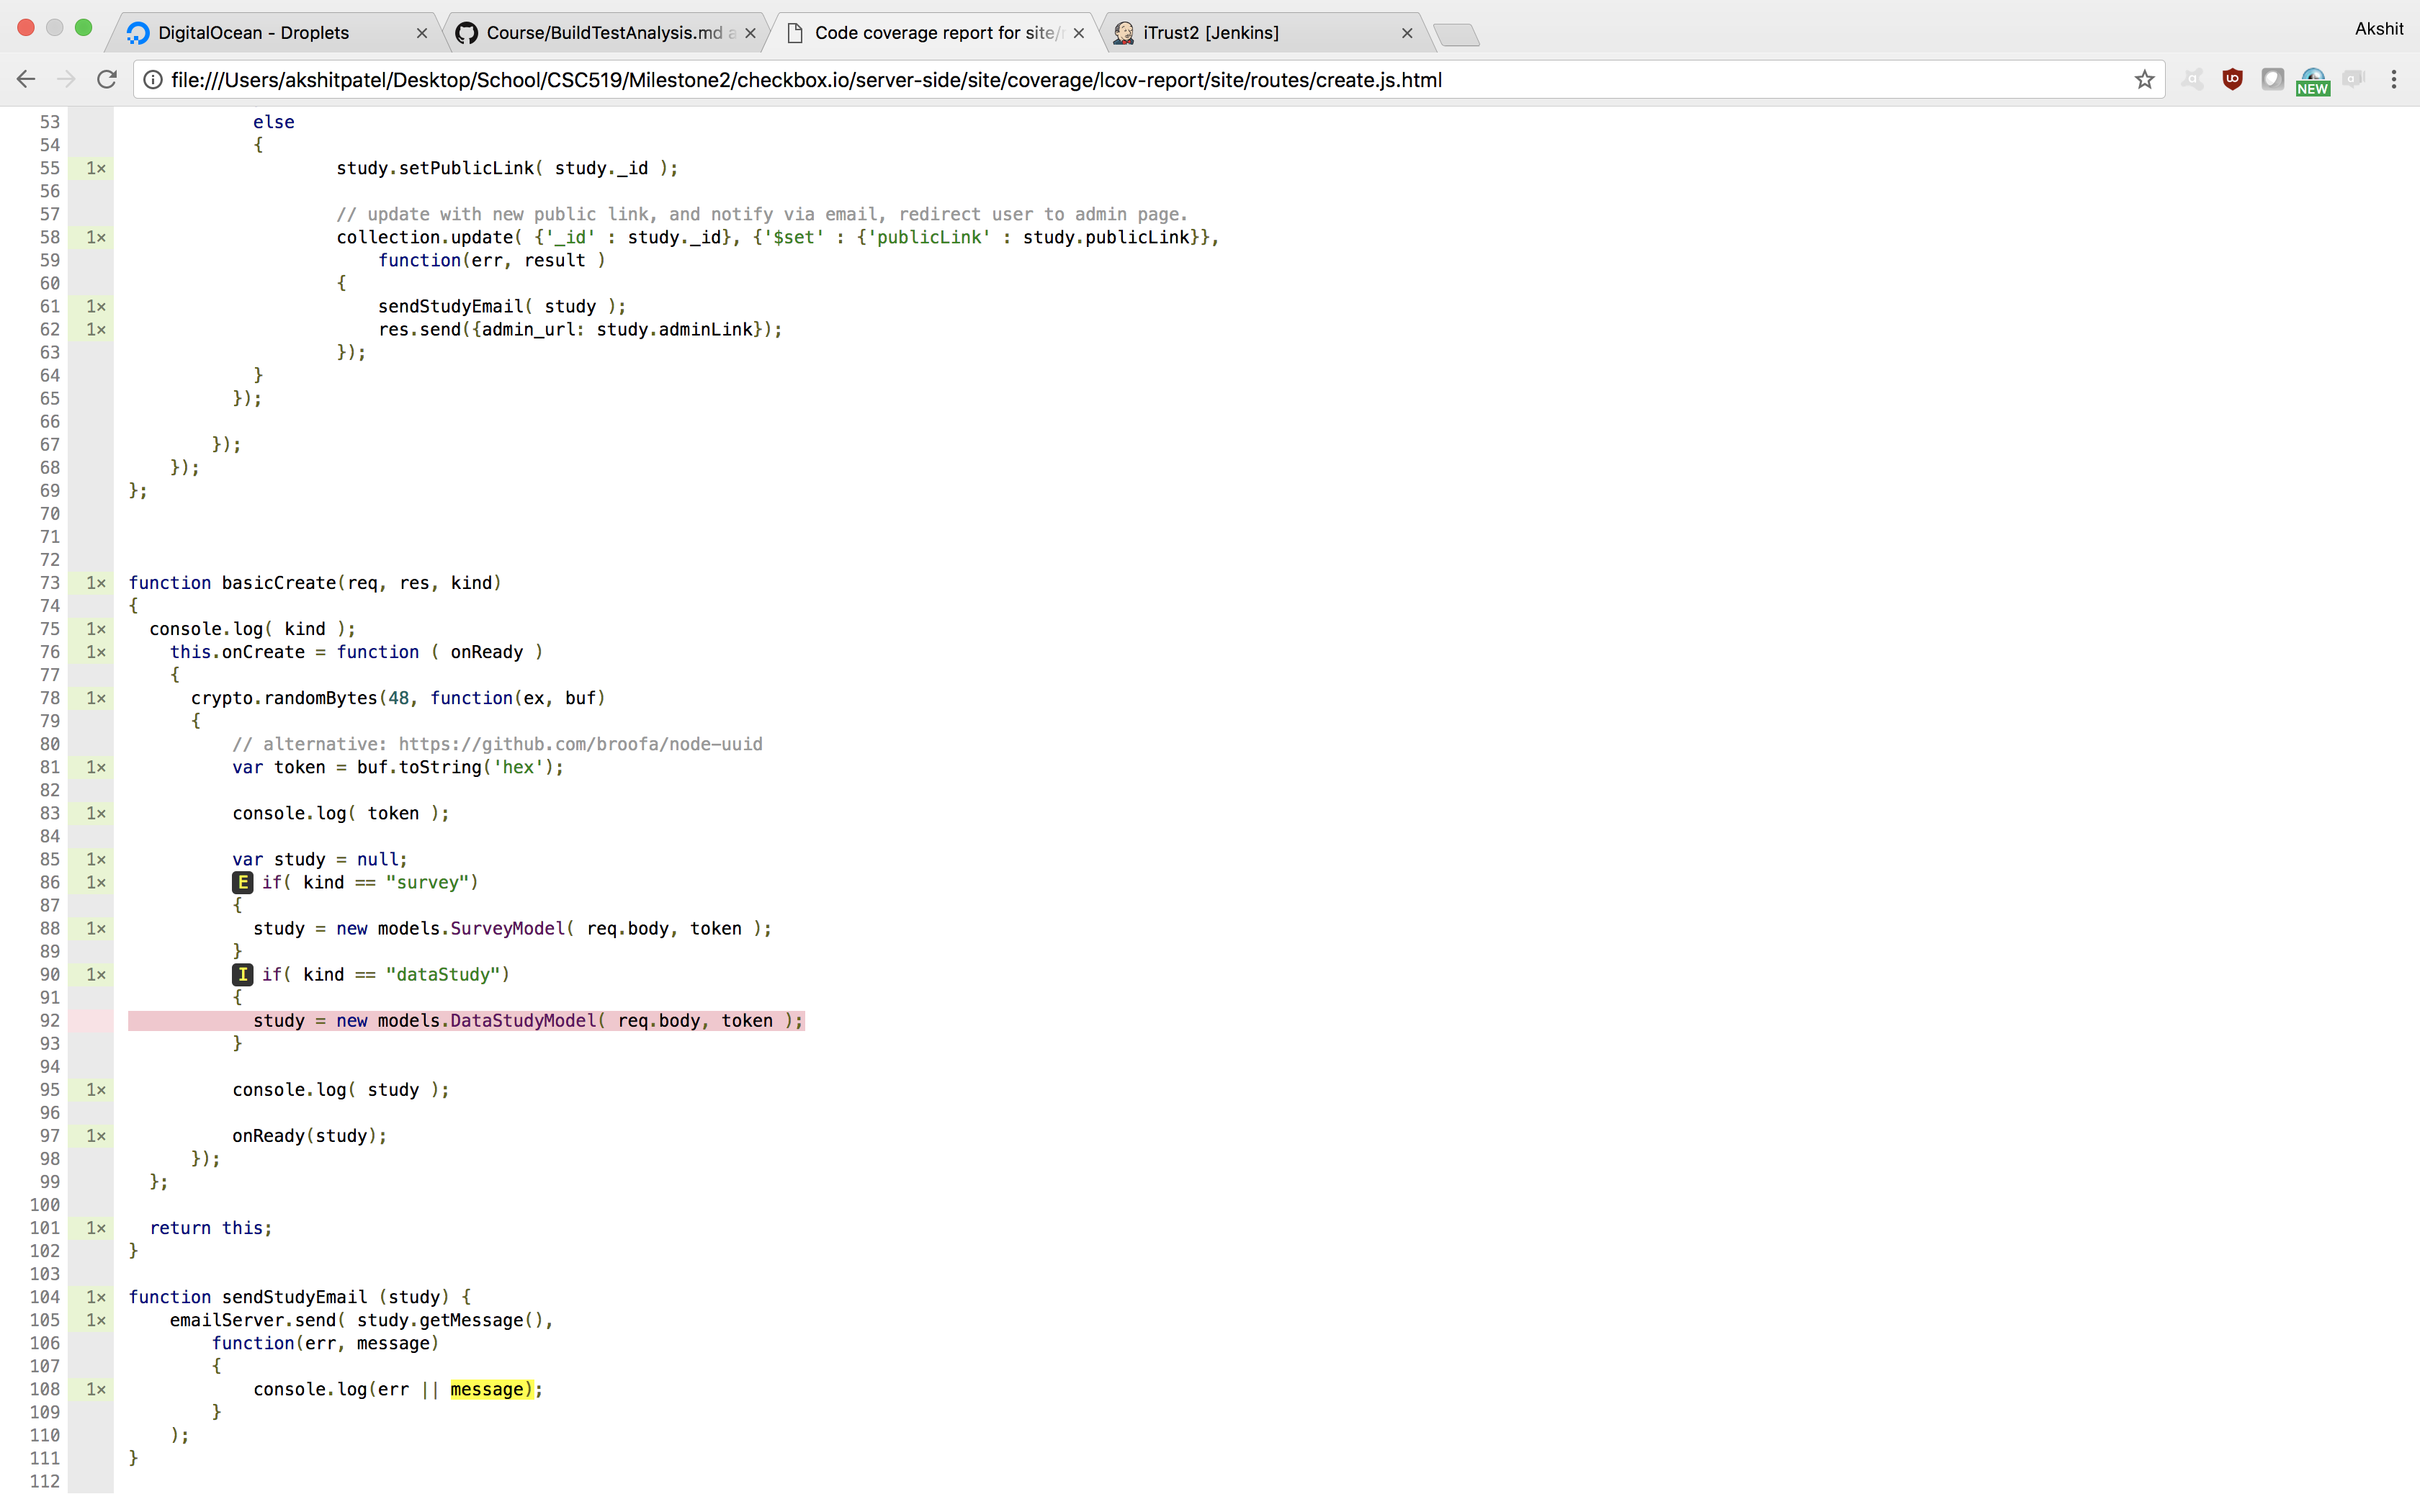 DigitalOcean - Droplets × Course/BuildTestAnalysis.md a × Code coverage report for site/r × iTrust2 [Jenkins] × Akshit
file:///Users/akshitpatel/Desktop/School/CSC519/Milestone2/checkbox.io/server-side/site/coverage/lcov-report/site/routes/create.js.html NEW
53 else
54 {
55 1× study.setPublicLink( study._id );
56
57 // update with new public link, and notify via email, redirect user to admin page.
58 1× collection.update( {'_id' : study._id}, {'$set' : {'publicLink' : study.publicLink}},
59 function(err, result )
60 {
61 1× sendStudyEmail( study );
62 1× res.send({admin_url: study.adminLink});
63 });
64 }
65 });
66
67 });
68 });
69 };
70
71
72
73 1× function basicCreate(req, res, kind)
74 {
75 1× console.log( kind );
76 1× this.onCreate = function ( onReady )
77 {
78 1× crypto.randomBytes(48, function(ex, buf)
79 {
80 // alternative: https://github.com/broofa/node-uuid
81 1× var token = buf.toString('hex');
82
83 1× console.log( token );
84
85 1× var study = null;
86 1× E if( kind == "survey")
87 {
88 1× study = new models.SurveyModel( req.body, token );
89 }
90 1× I if( kind == "dataStudy")
91 {
92 study = new models.DataStudyModel( req.body, token );
93 }
94
95 1× console.log( study );
96
97 1× onReady(study);
98 });
99 };
100
101 1× return this;
102 }
103
104 1× function sendStudyEmail (study) {
105 1× emailServer.send( study.getMessage(),
106 function(err, message)
107 {
108 1× console.log(err || message);
109 }
110 );
111 }
112